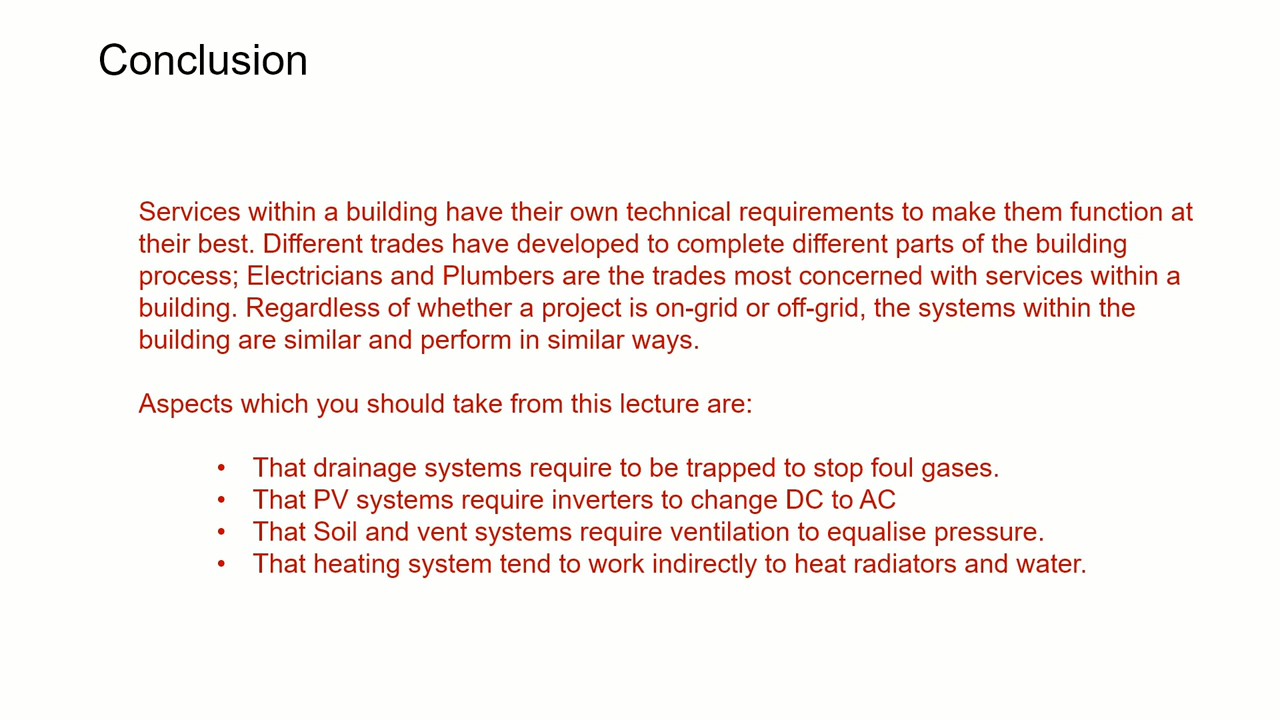 Conclusion
Services within a building have their own technical requirements to make them function at
their best. Different trades have developed to complete different parts of the building
process; Electricians and Plumbers are the trades most concerned with services within a
building. Regardless of whether a project is on-grid or off-grid, the systems within the
building are similar and perform in similar ways.
Aspects which you should take from this lecture are:
• That drainage systems require to be trapped to stop foul gases.
• That PV systems require inverters to change DC to AC
• That Soil and vent systems require ventilation to equalise pressure.
• That heating system tend to work indirectly to heat radiators and water.